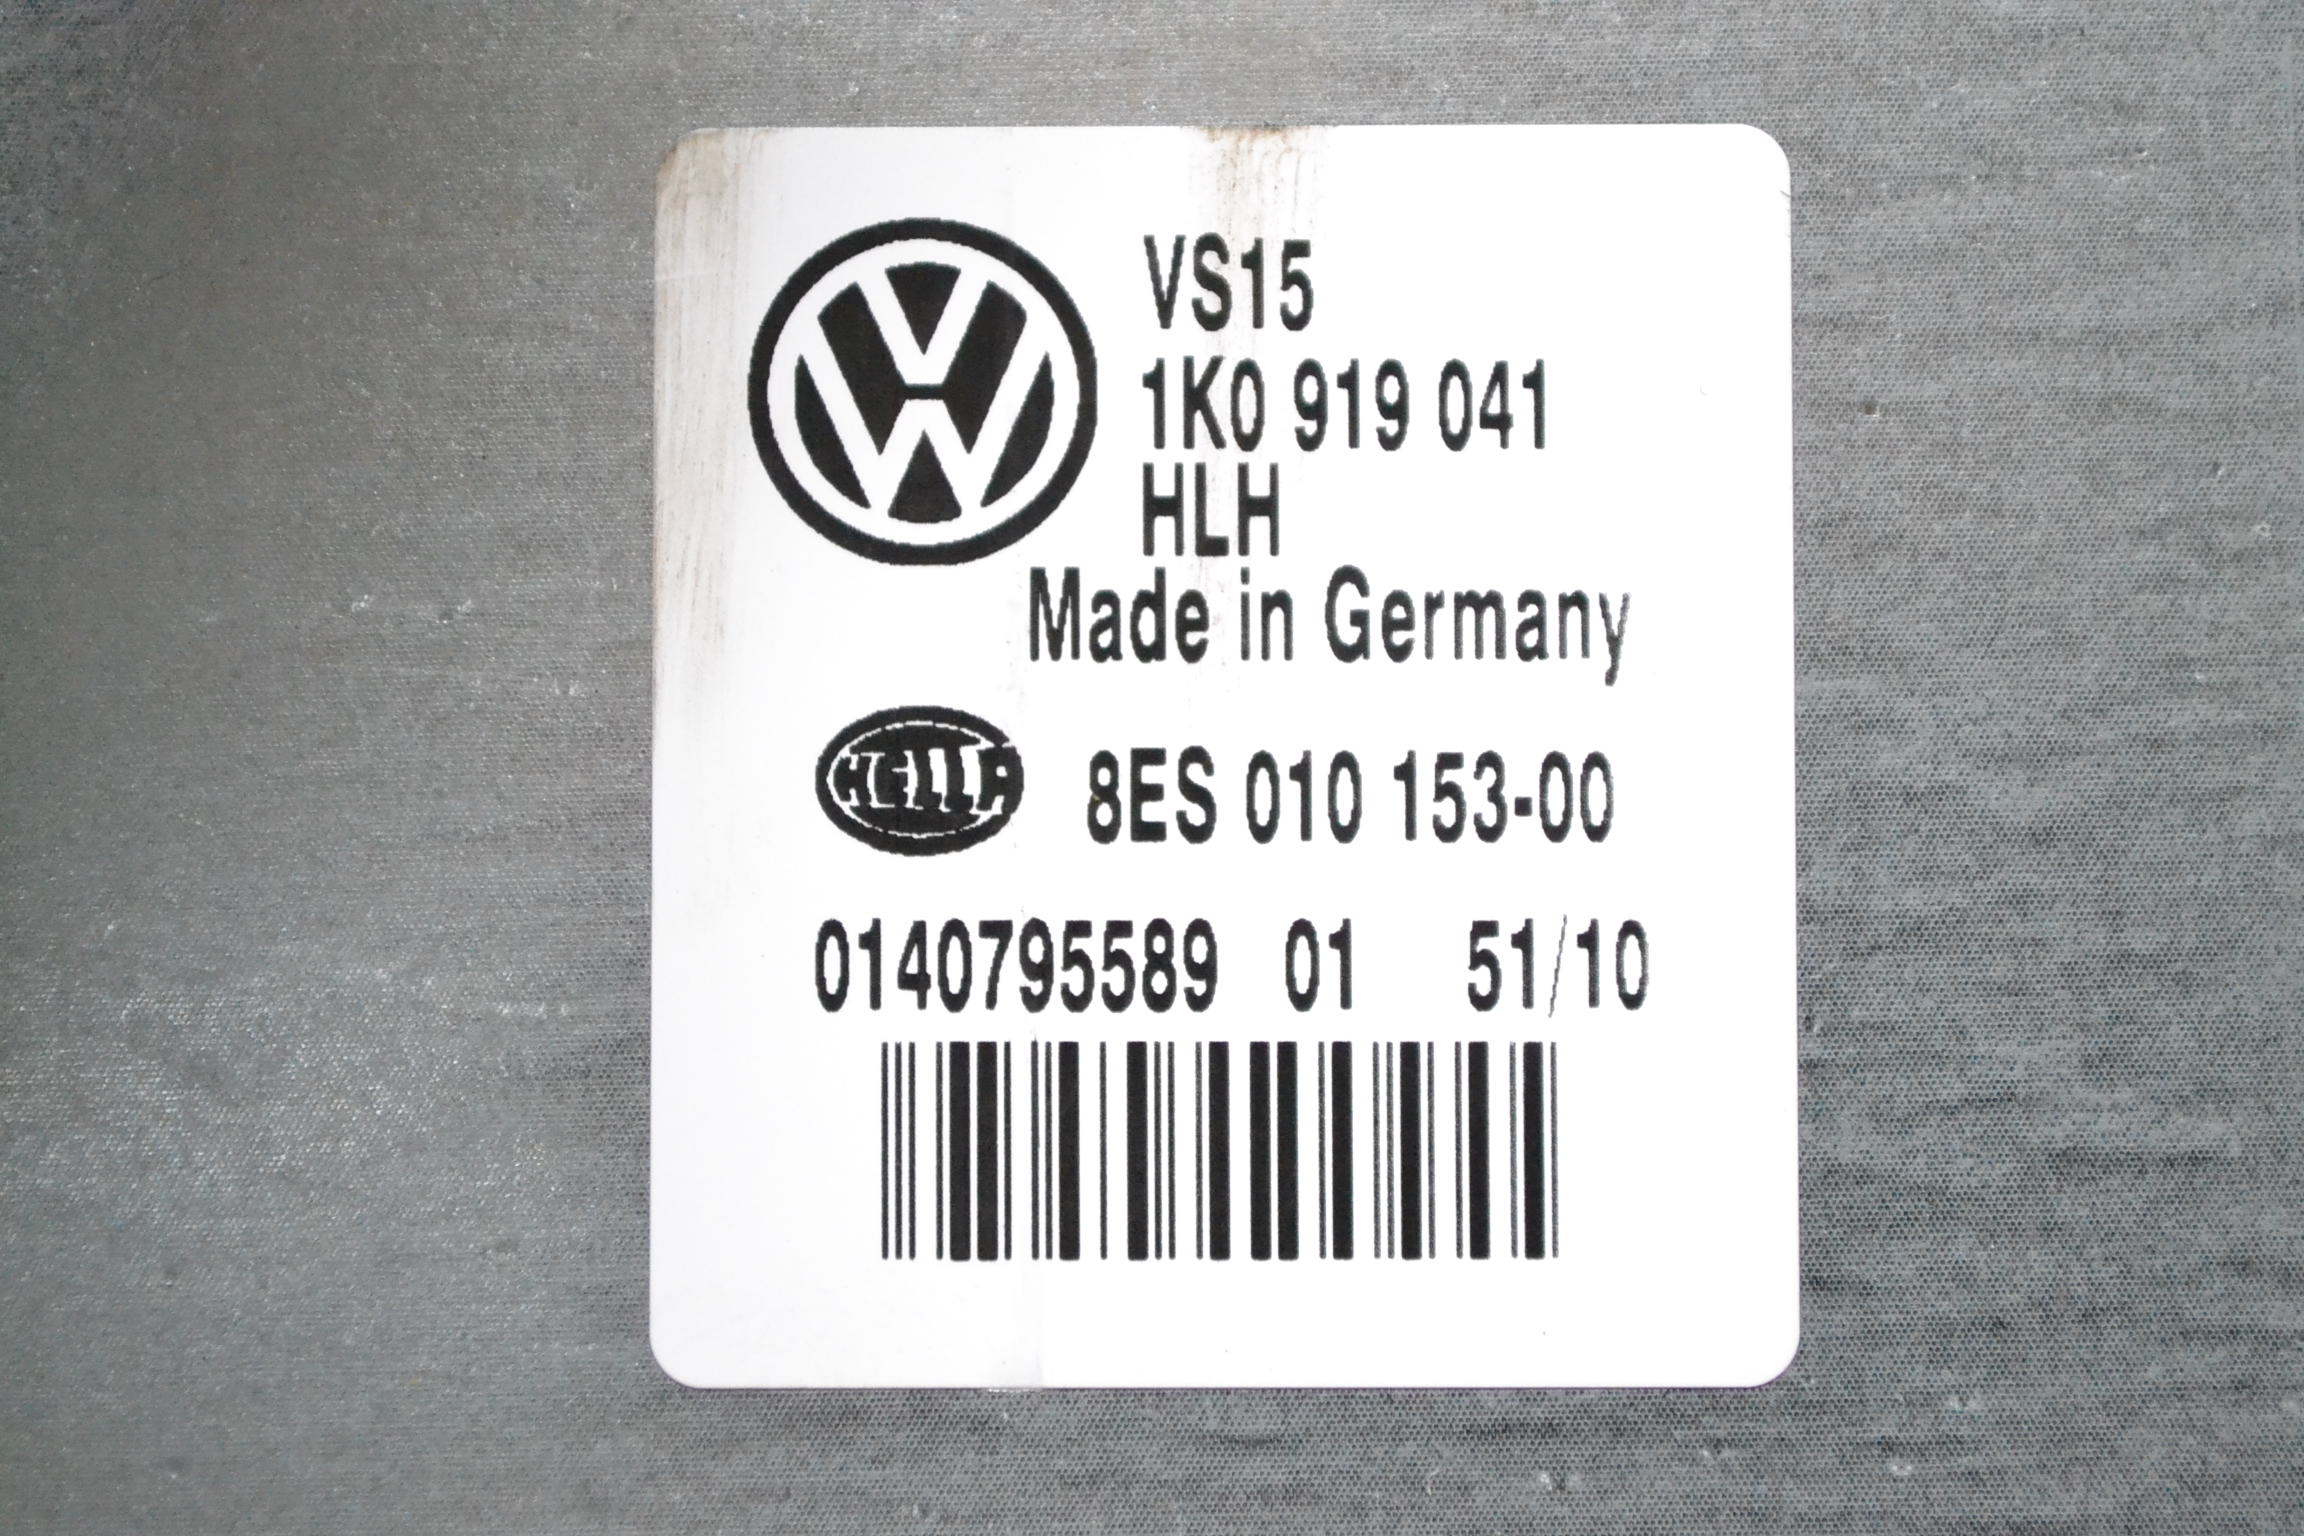 VS15
1K0 919 041
HLH
Made in Germany
HELLA 8ES 010 153-00
0140795589 01 51/10